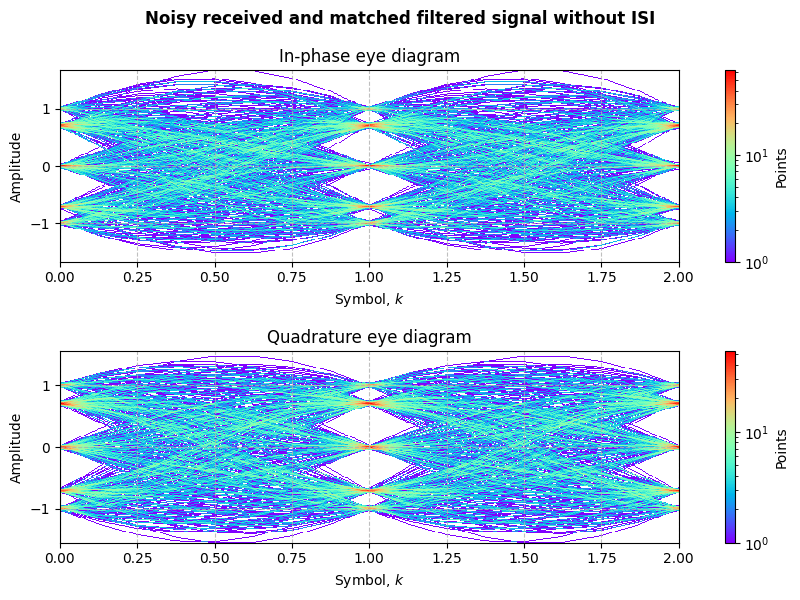 Noisy received and matched filtered signal without ISI
In-phase eye diagram
Amplitude
1
0
−1
0.00 0.25 0.50 0.75 1.00 1.25 1.50 1.75 2.00
Symbol, k
10¹
10⁰
Points
Quadrature eye diagram
Amplitude
1
0
−1
0.00 0.25 0.50 0.75 1.00 1.25 1.50 1.75 2.00
Symbol, k
10¹
10⁰
Points